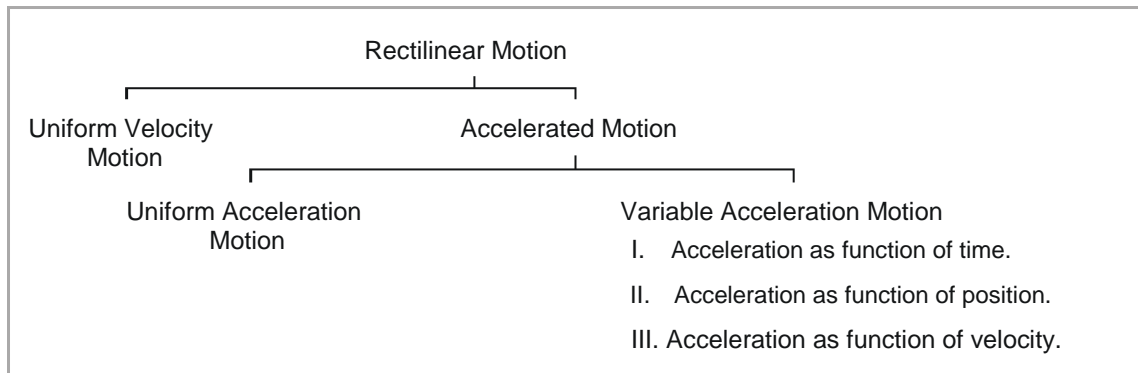 Rectilinear Motion
Uniform Velocity
Motion
Accelerated Motion
Uniform Acceleration
Motion
Variable Acceleration Motion
I. Acceleration as function of time.
II. Acceleration as function of position.
III. Acceleration as function of velocity.